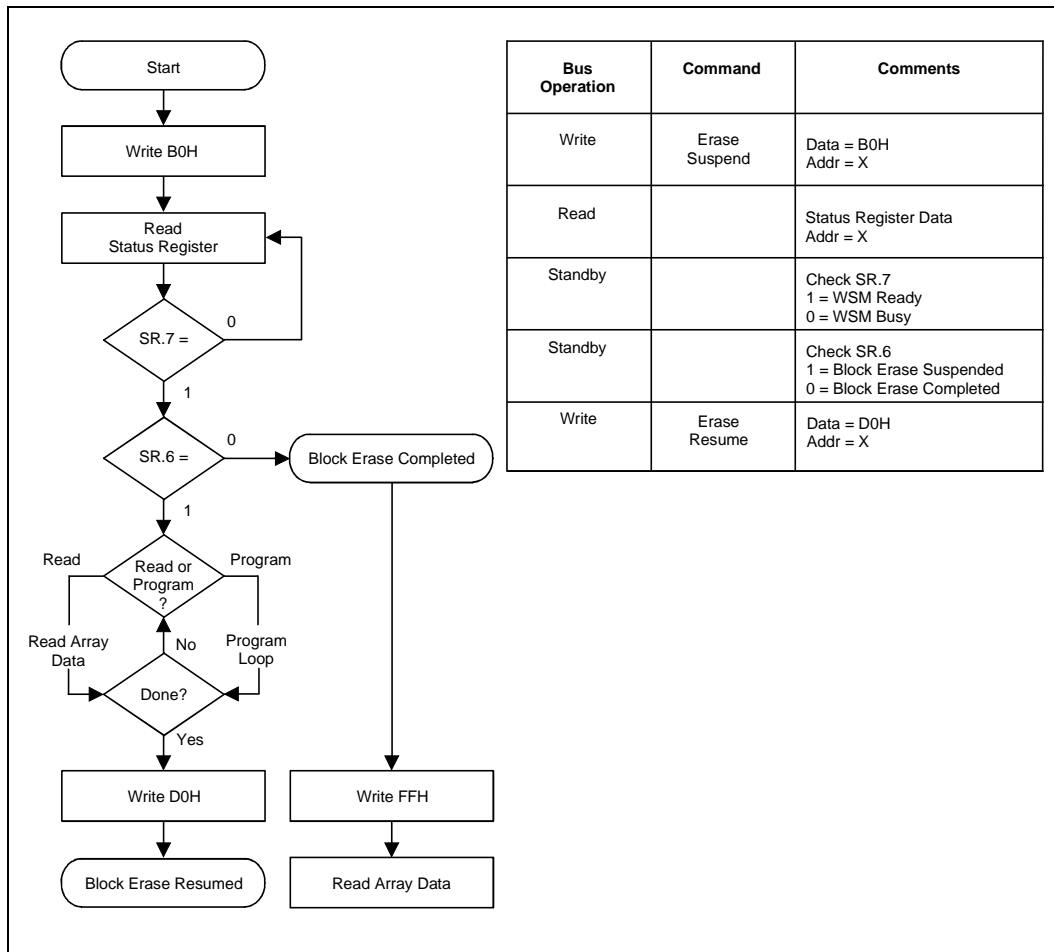 Start
Write B0H
Read
Status Register
0
SR.7 =
1
0
SR.6 =
Block Erase Completed
1
Read
Read or
Program
?
Program
Read Array
Data
No
Program
Loop
Done?
Yes
Write D0H
Write FFH
Block Erase Resumed
Read Array Data
Bus
Operation
Command
Comments
Write
Erase
Suspend
Data = B0H
Addr = X
Read
Status Register Data
Addr = X
Standby
Check SR.7
1 = WSM Ready
0 = WSM Busy
Standby
Check SR.6
1 = Block Erase Suspended
0 = Block Erase Completed
Write
Erase
Resume
Data = D0H
Addr = X